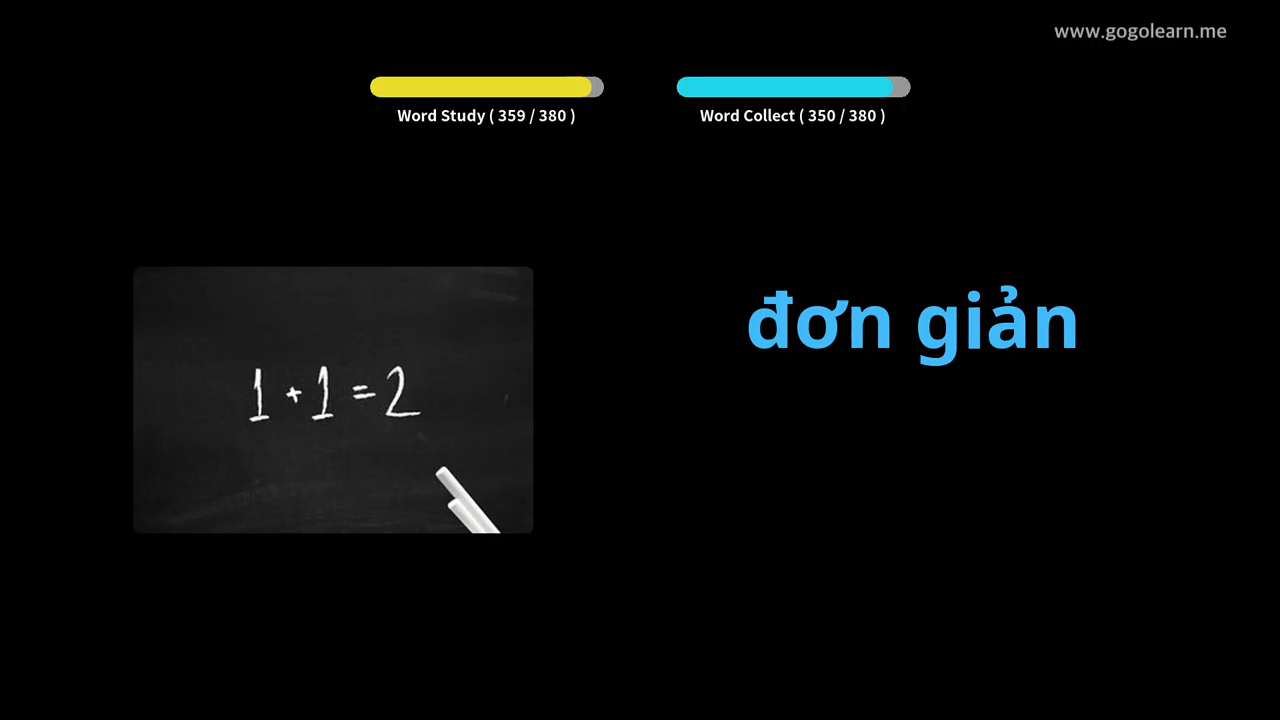 www.gogolearn.me
Word Study ( 359 / 380 )
Word Collect ( 350 / 380 )
đơn giản
1 + 1 = 2